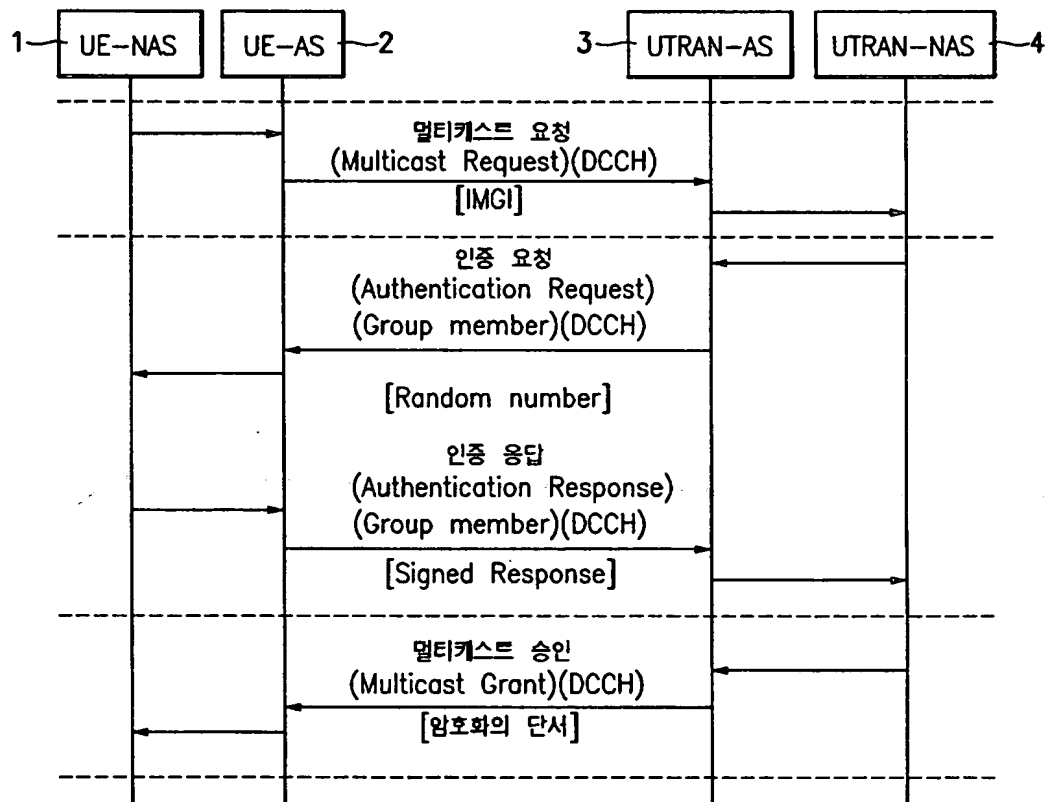 1 UE-NAS UE-AS 2 3 UTRAN-AS UTRAN-NAS 4
멀티캐스트 요청
(Multicast Request)(DCCH)
[IMGI]
인증 요청
(Authentication Request)
(Group member)(DCCH)
[Random number]
인증 응답
(Authentication Response)
(Group member)(DCCH)
[Signed Response]
멀티캐스트 승인
(Multicast Grant)(DCCH)
[암호화의 단서]